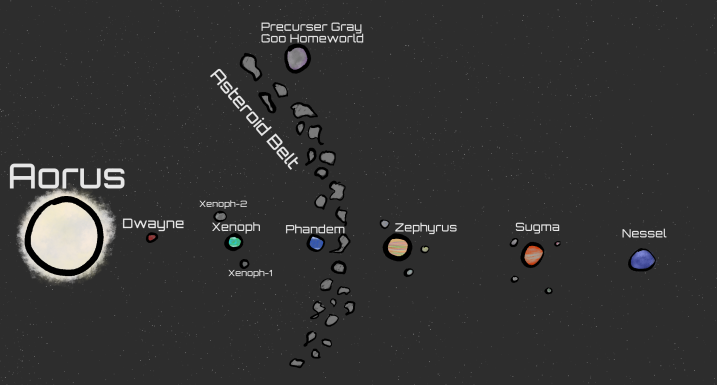 Precurser Gray
Goo Homeworld
Asteroid Belt
Aorus
Xenoph-2
Dwayne
Xenoph
Phandem
Zephyrus
Sugma
Nessel
Xenoph-1